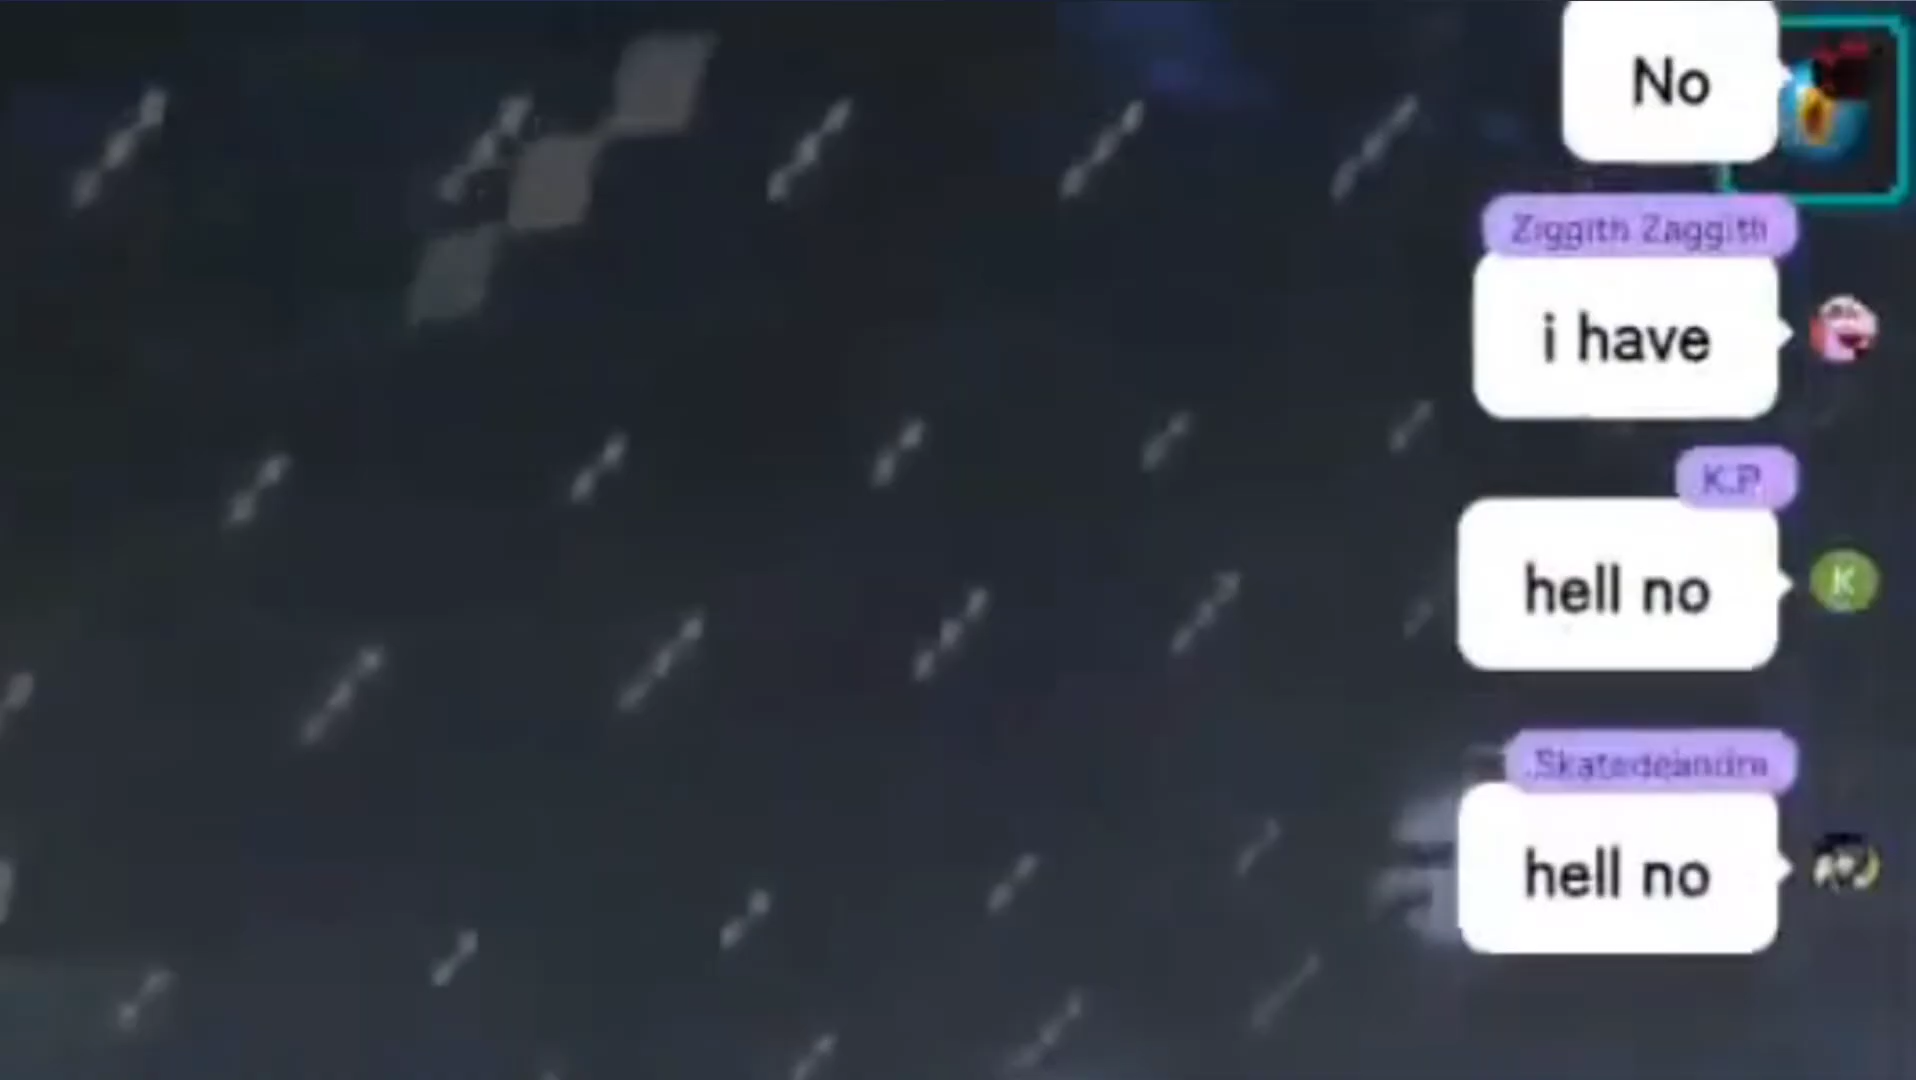 No
Ziggith Zaggith
i have
K.P
hell no
hell no
K